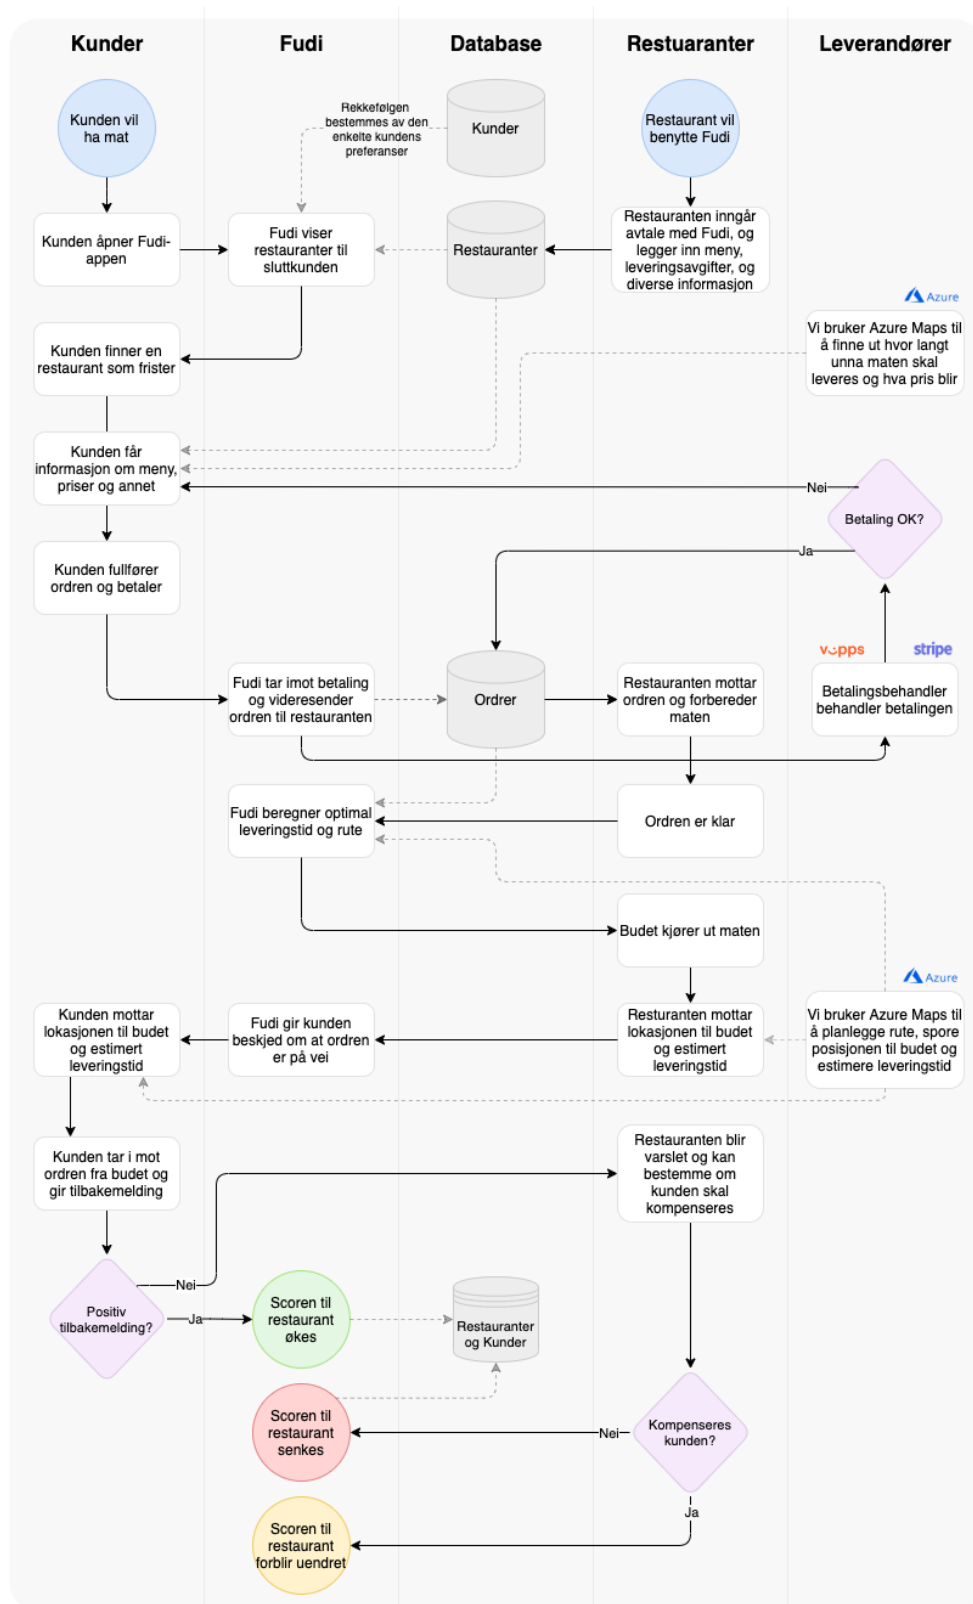 Kunder
Fudi
Database
Restuaranter
Leverandører
Kunden vil
ha mat
Rekkefølgen
bestemmes av den
enkelte kundens
preferanser
Kunder
Restaurant vil
benytte Fudi
Kunden åpner Fudi-
appen
Fudi viser
restauranter til
sluttkunden
Restauranter
Restauranten inngår
avtale med Fudi, og
legger inn meny,
leveringsavgifter, og
diverse informasjon
Azure
Vi bruker Azure Maps til
å finne ut hvor langt
unna maten skal
leveres og hva pris blir
Kunden finner en
restaurant som frister
Kunden får
informasjon om meny,
priser og annet
Nei
Betaling OK?
Ja
Kunden fullfører
ordren og betaler
vipps
stripe
Fudi tar imot betaling
og videresender
ordren til restauranten
Ordrer
Restauranten mottar
ordren og forbereder
maten
Betalingsbehandler
behandler betalingen
Fudi beregner optimal
leveringstid og rute
Ordren er klar
Budet kjører ut maten
Azure
Kunden mottar
lokasjonen til budet
og estimert
leveringstid
Fudi gir kunden
beskjed om at ordren
er på vei
Resturanten mottar
lokasjonen til budet
og estimert
leveringstid
Vi bruker Azure Maps til
å planlegge rute, spore
posisjonen til budet og
estimere leveringstid
Kunden tar i mot
ordren fra budet og
gir tilbakemelding
Restauranten blir
varslet og kan
bestemme om
kunden skal
kompenseres
Nei
Positiv
tilbakemelding?
Ja
Scoren til
restaurant
økes
Restauranter
og Kunder
Scoren til
restaurant
senkes
Nei
Kompenseres
kunden?
Ja
Scoren til
restaurant
forblir uendret